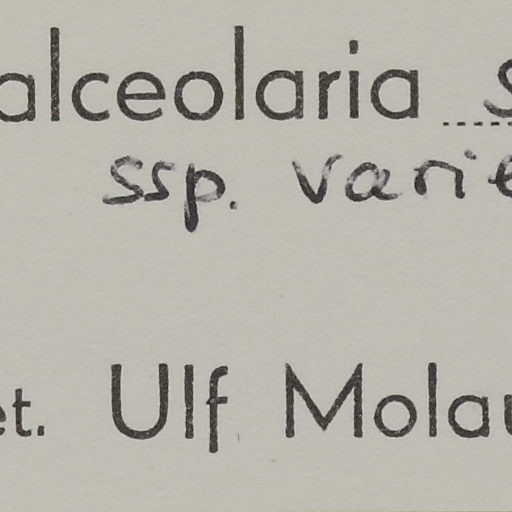 alceolaria s
ssp. varie
et. Ulf Molau